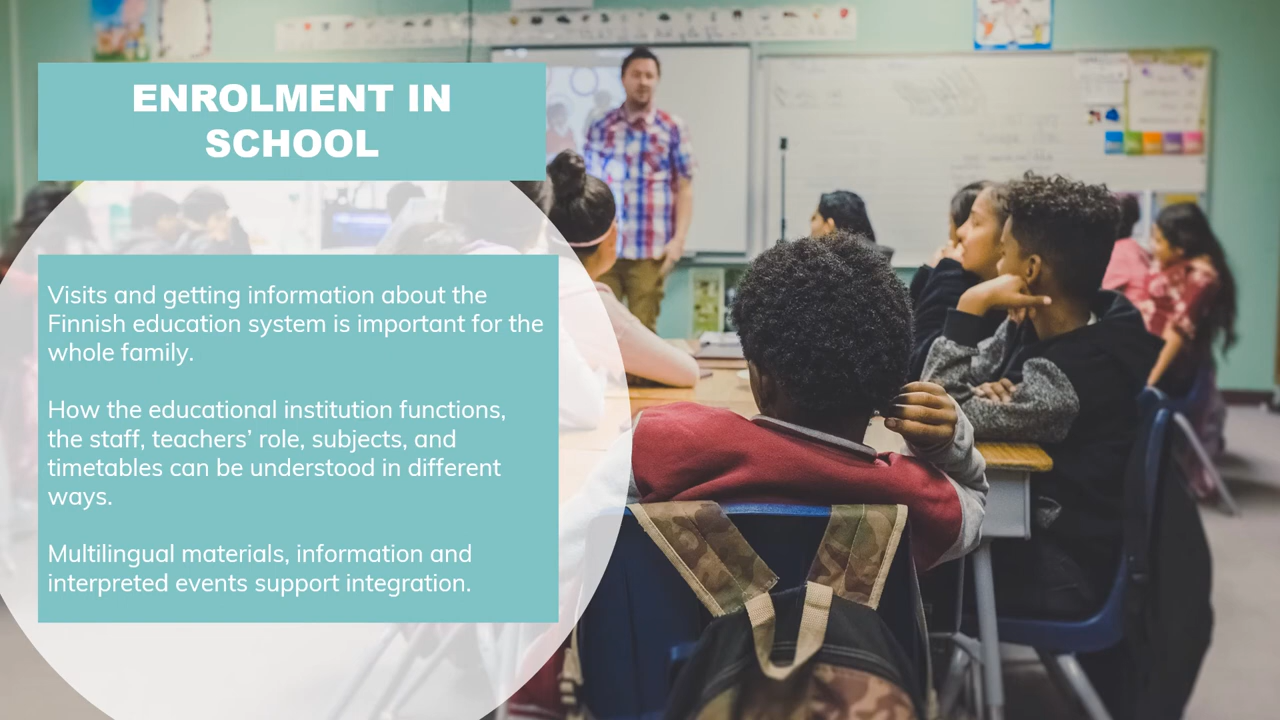 ENROLMENT IN
SCHOOL
Visits and getting information about the
Finnish education system is important for the
whole family.
How the educational institution functions,
the staff, teachers’ role, subjects, and
timetables can be understood in different
ways.
Multilingual materials, information and
interpreted events support integration.